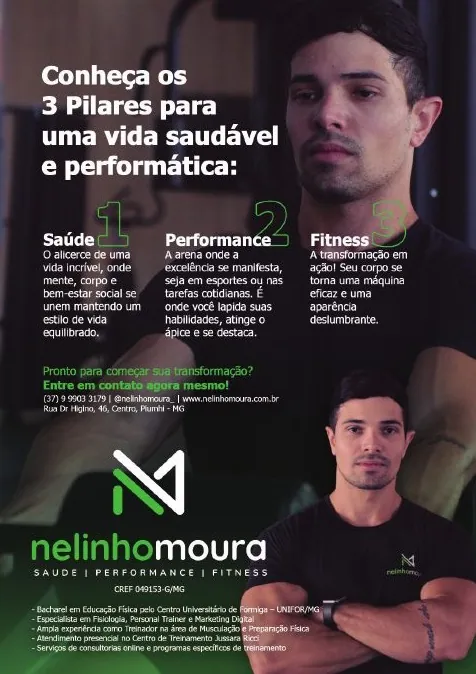 Conheça os
3 Pilares para
uma vida saudável
e performática:
1
Saúde
O alicerce de uma
vida incrível, onde
mente, corpo e
bem-estar social se
unem mantendo um
estilo de vida
equilibrado.
2
Performance
A arena onde a
excelência se manifesta,
seja em esportes ou nas
tarefas cotidianas. É
onde você lapida suas
habilidades, atinge o
ápice e se destaca.
3
Fitness
A transformação em
ação! Seu corpo se
torna uma máquina
eficaz e uma
aparência
deslumbrante.
Pronto para começar sua transformação?
Entre em contato agora mesmo!
(37) 9 9903 3179 | @nelinhomoura_ | www.nelinhomoura.com.br
Rua Dr Higino, 46, Centro, Piumhi - MG
nelinhomoura
SAUDE | PERFORMANCE | FITNESS
CREF 049153-G/MG
nelinhomou
- Bacharel em Educação Física pelo Centro Universitário de Formiga – UNIFOR/MG
- Especialista em Fisiologia, Personal Trainer e Marketing Digital
- Ampla experiência como Treinador na área de Musculação e Preparação Física
- Atendimento presencial no Centro de Treinamento Jussara Ricci
- Serviços de consultorias online e programas específicos de treinamento